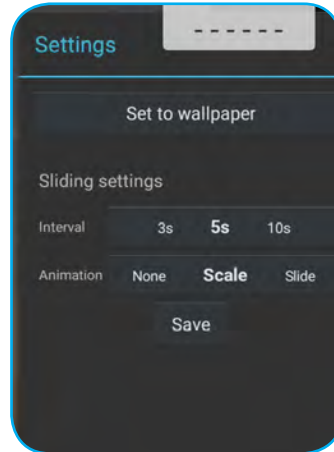 Settings
------
Set to wallpaper
Sliding settings
Interval 3s 5s 10s
Animation None Scale Slide
Save